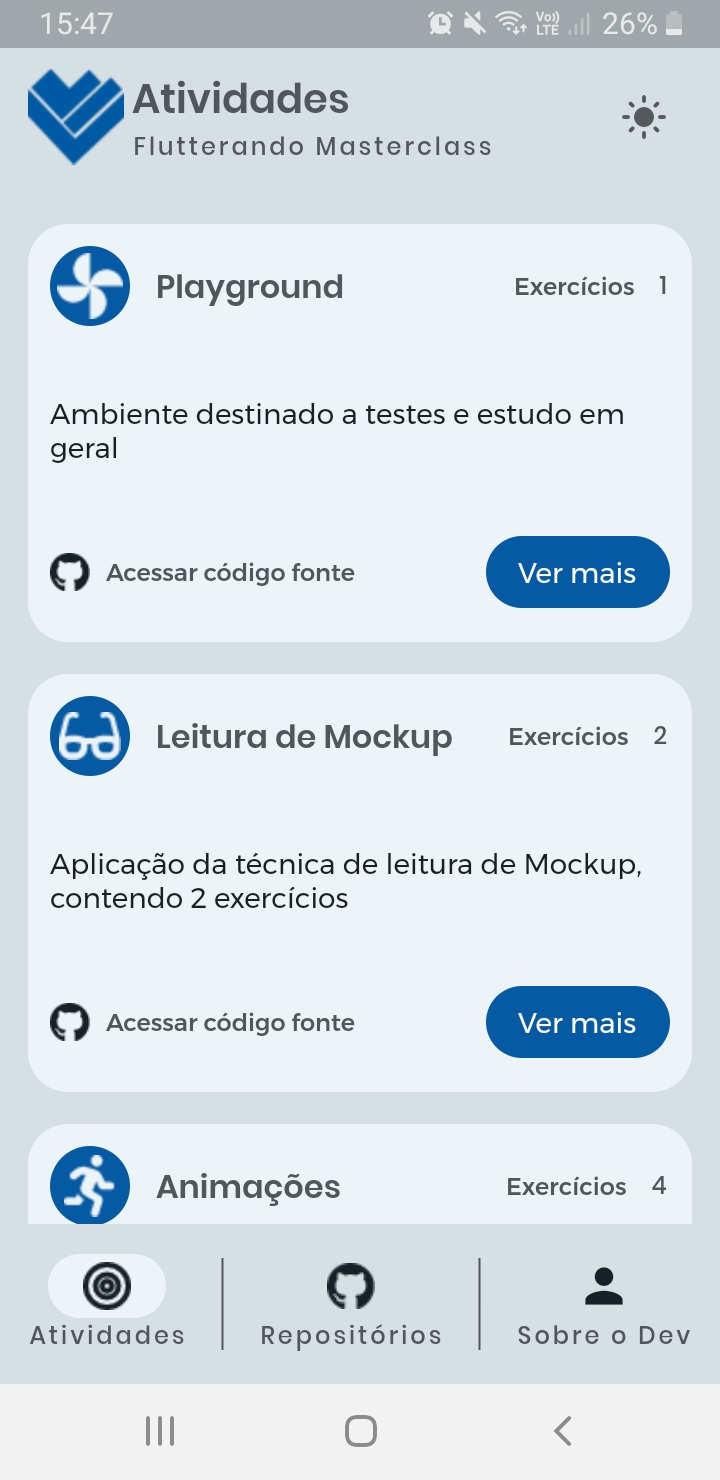 15:47
Vo))
LTE
26%
Atividades
Flutterando Masterclass
Playground
Exercícios 1
Ambiente destinado a testes e estudo em
geral
Acessar código fonte
Ver mais
Leitura de Mockup
Exercícios 2
Aplicação da técnica de leitura de Mockup,
contendo 2 exercícios
Acessar código fonte
Ver mais
Animações
Exercícios 4
Atividades
Repositórios
Sobre o Dev